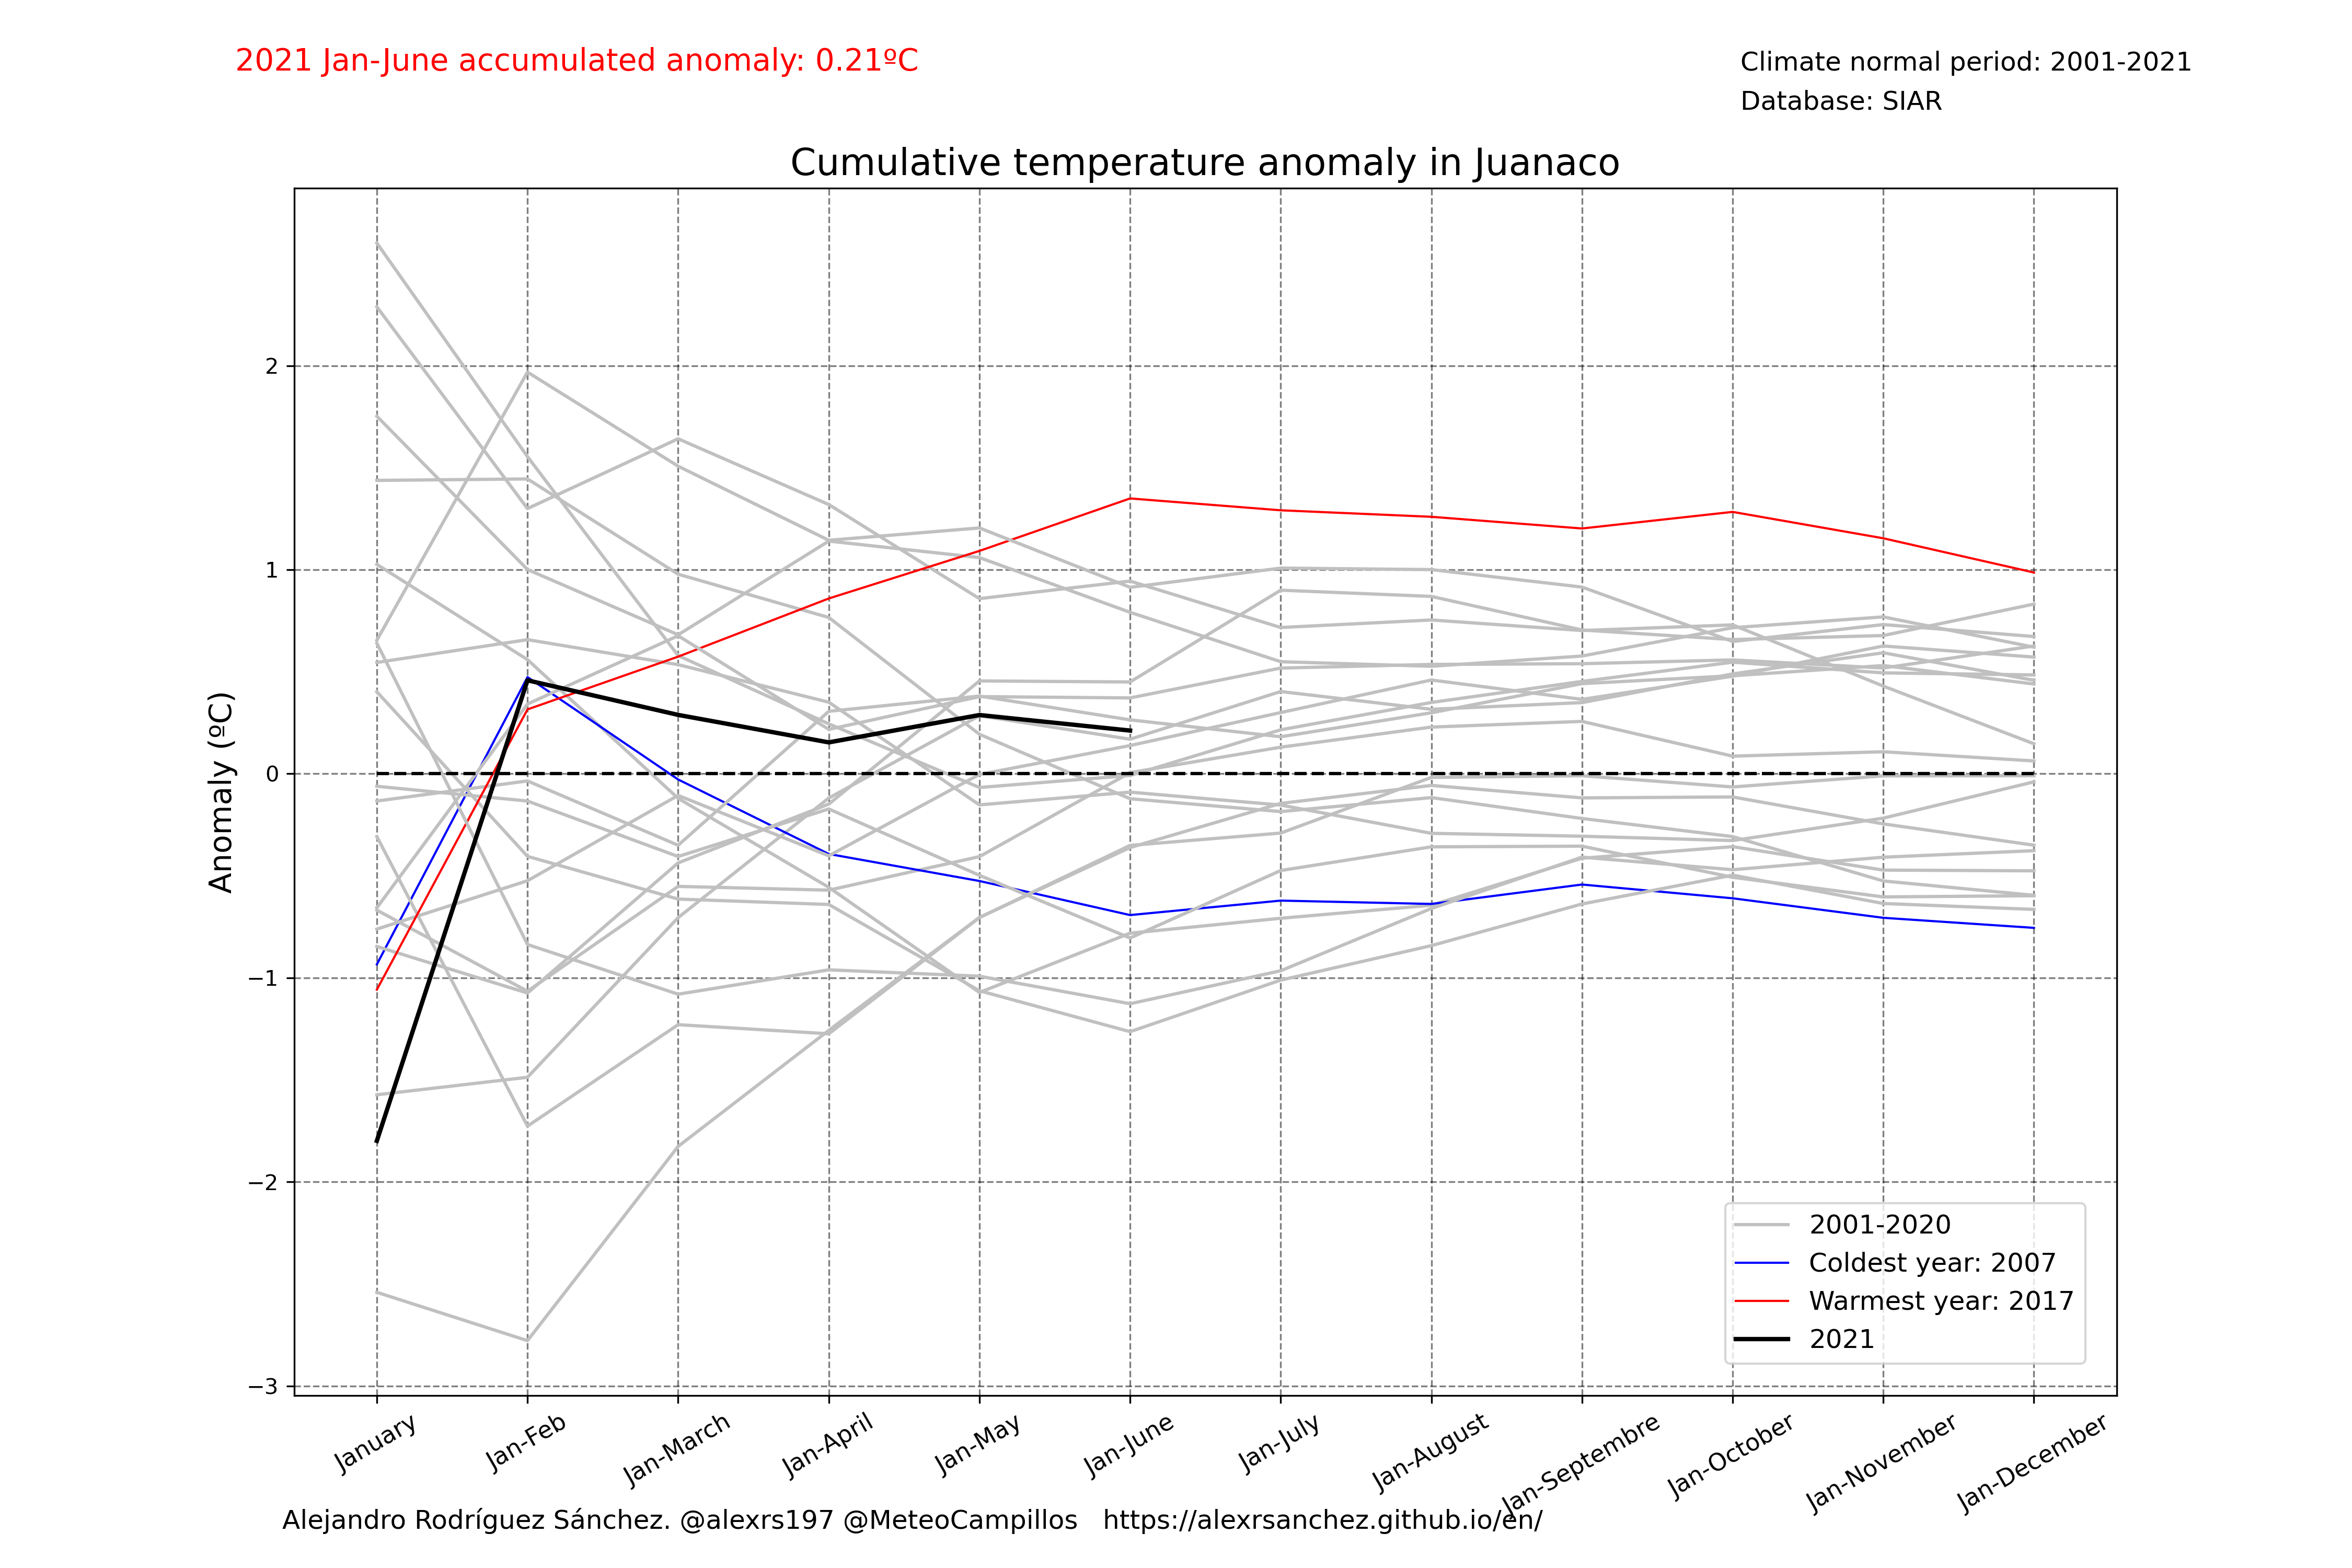 2021 Jan-June accumulated anomaly: 0.21ºC
Climate normal period: 2001-2021
Database: SIAR
Cumulative temperature anomaly in Juanaco
Anomaly (ºC)
2
1
0
−1
−2
−3
2001-2020
Coldest year: 2007
Warmest year: 2017
2021
January
Jan-Feb
Jan-March
Jan-April
Jan-May
Jan-June
Jan-July
Jan-August
Jan-Septembre
Jan-October
Jan-November
Jan-December
Alejandro Rodríguez Sánchez. @alexrs197 @MeteoCampillos   https://alexrsanchez.github.io/en/